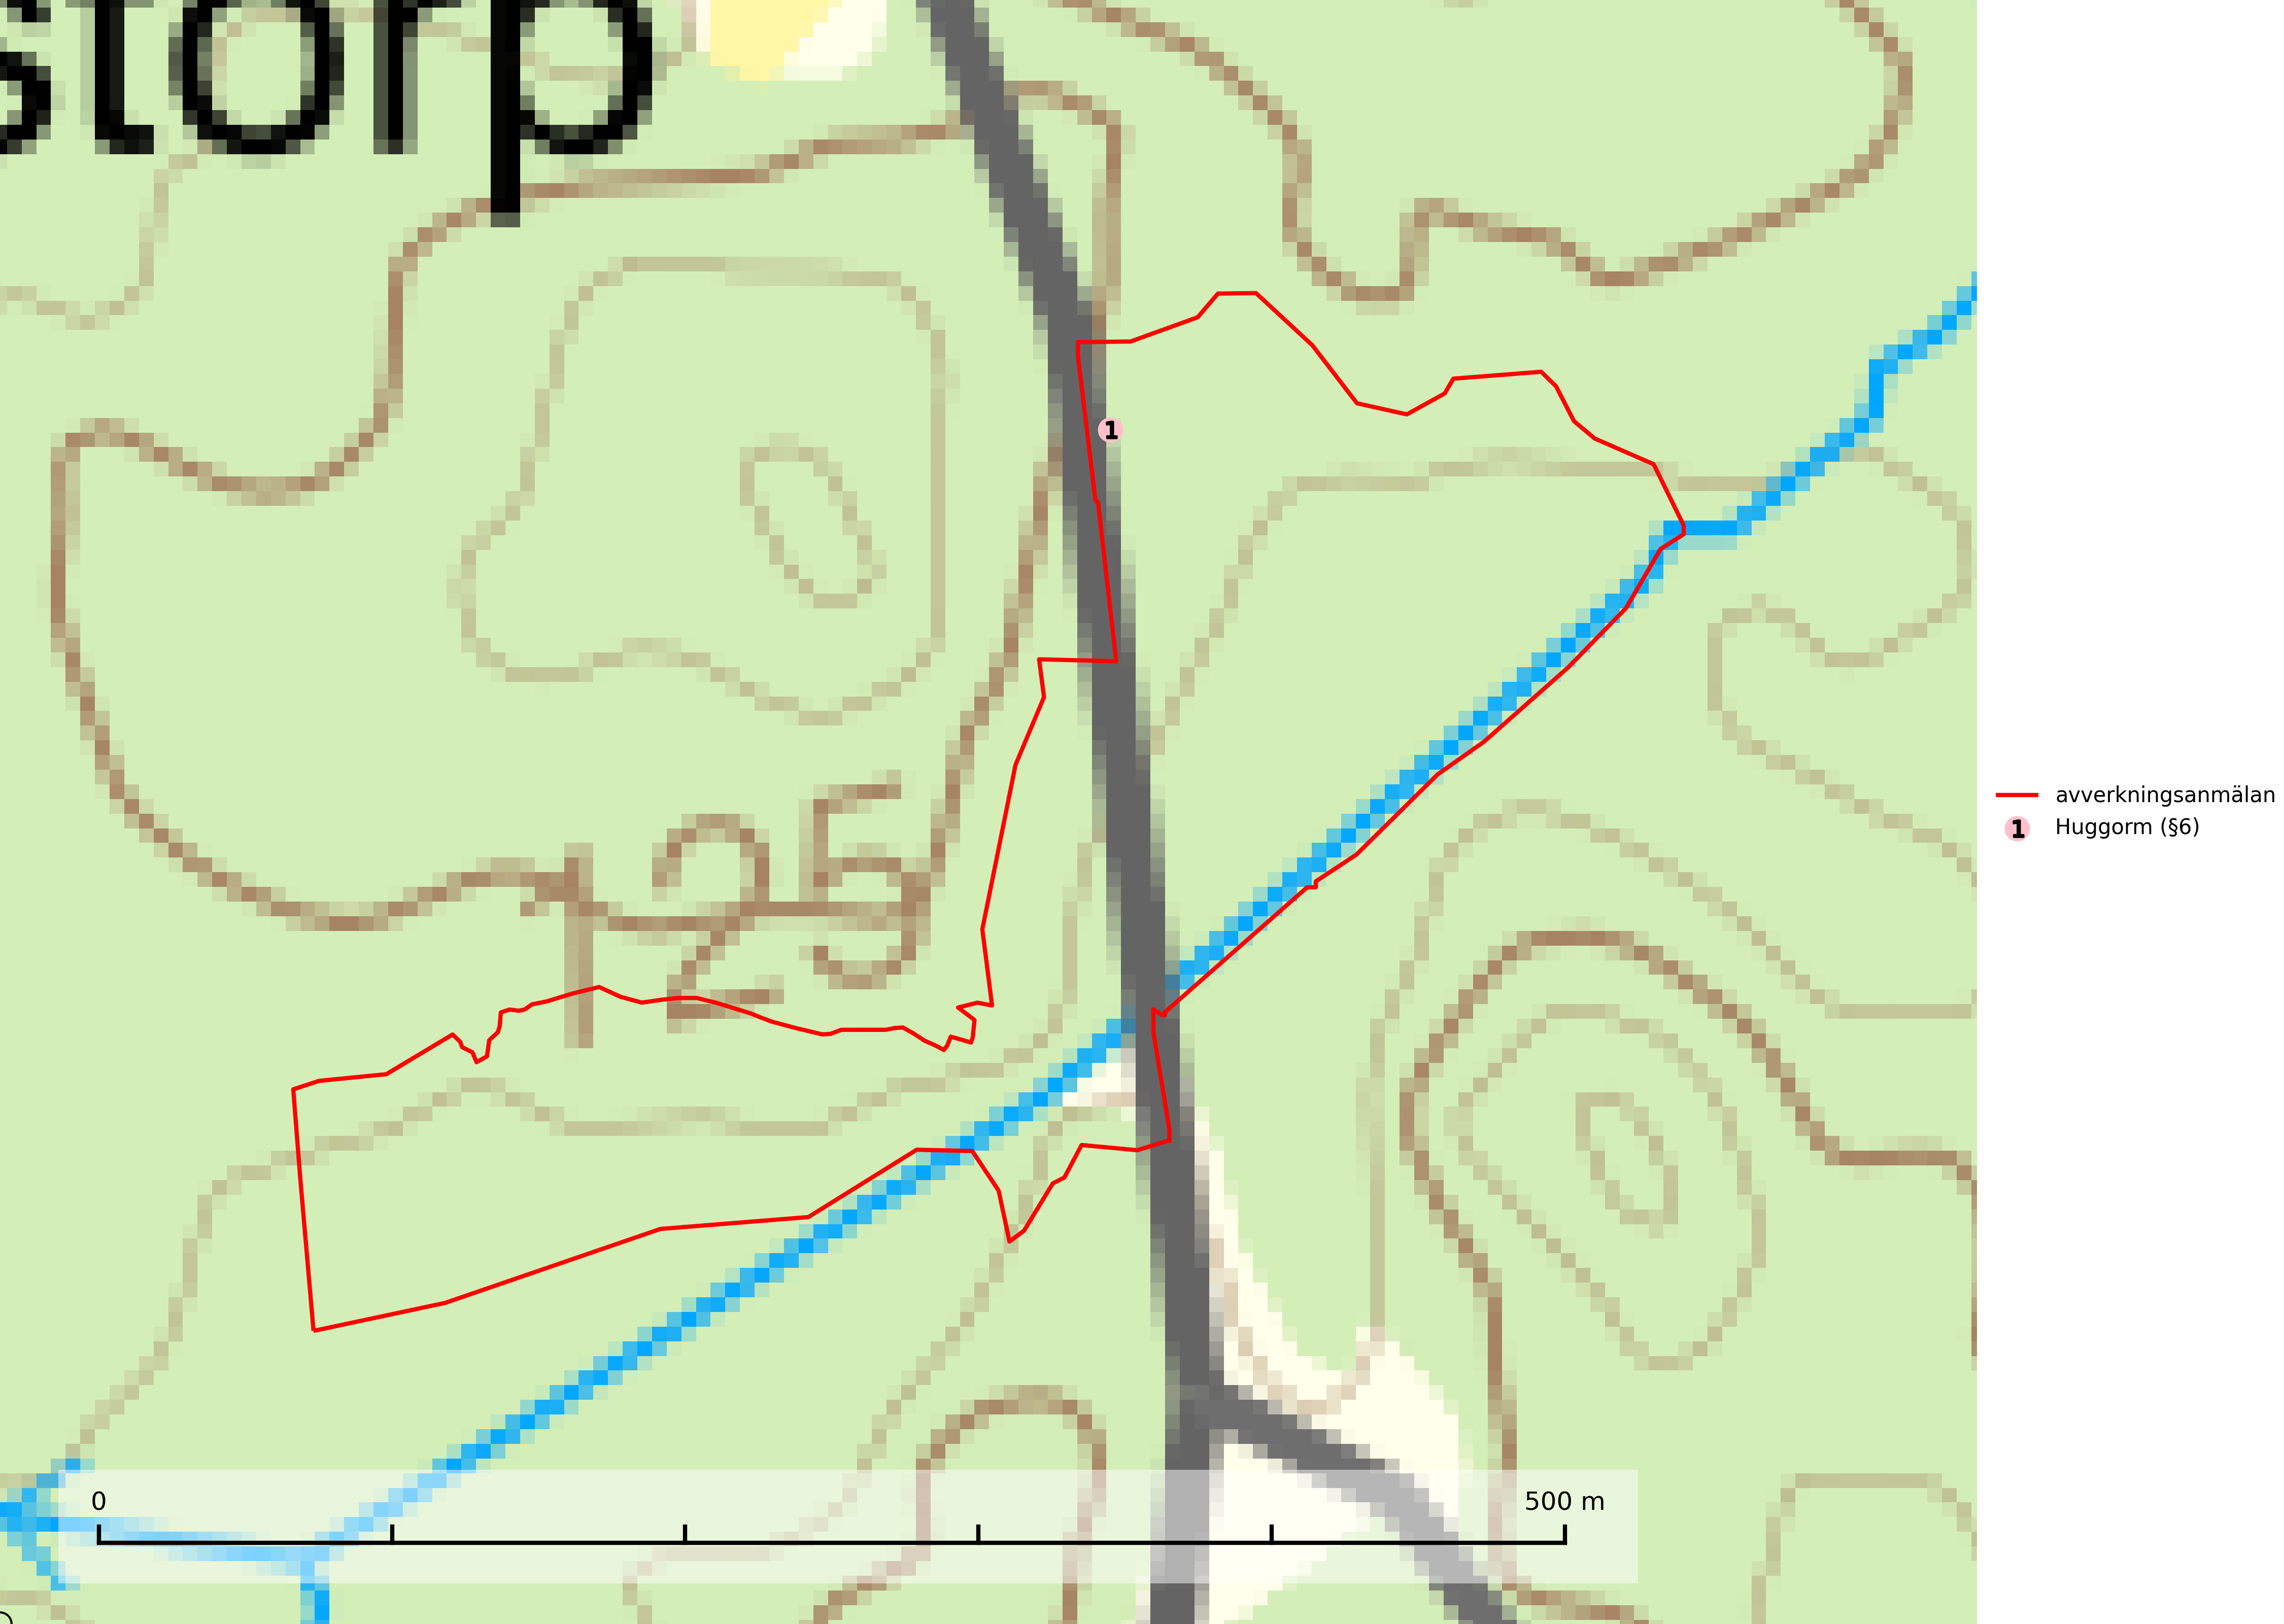 storp
1
125
avverkningsanmälan
1 Huggorm (§6)
0 500 m